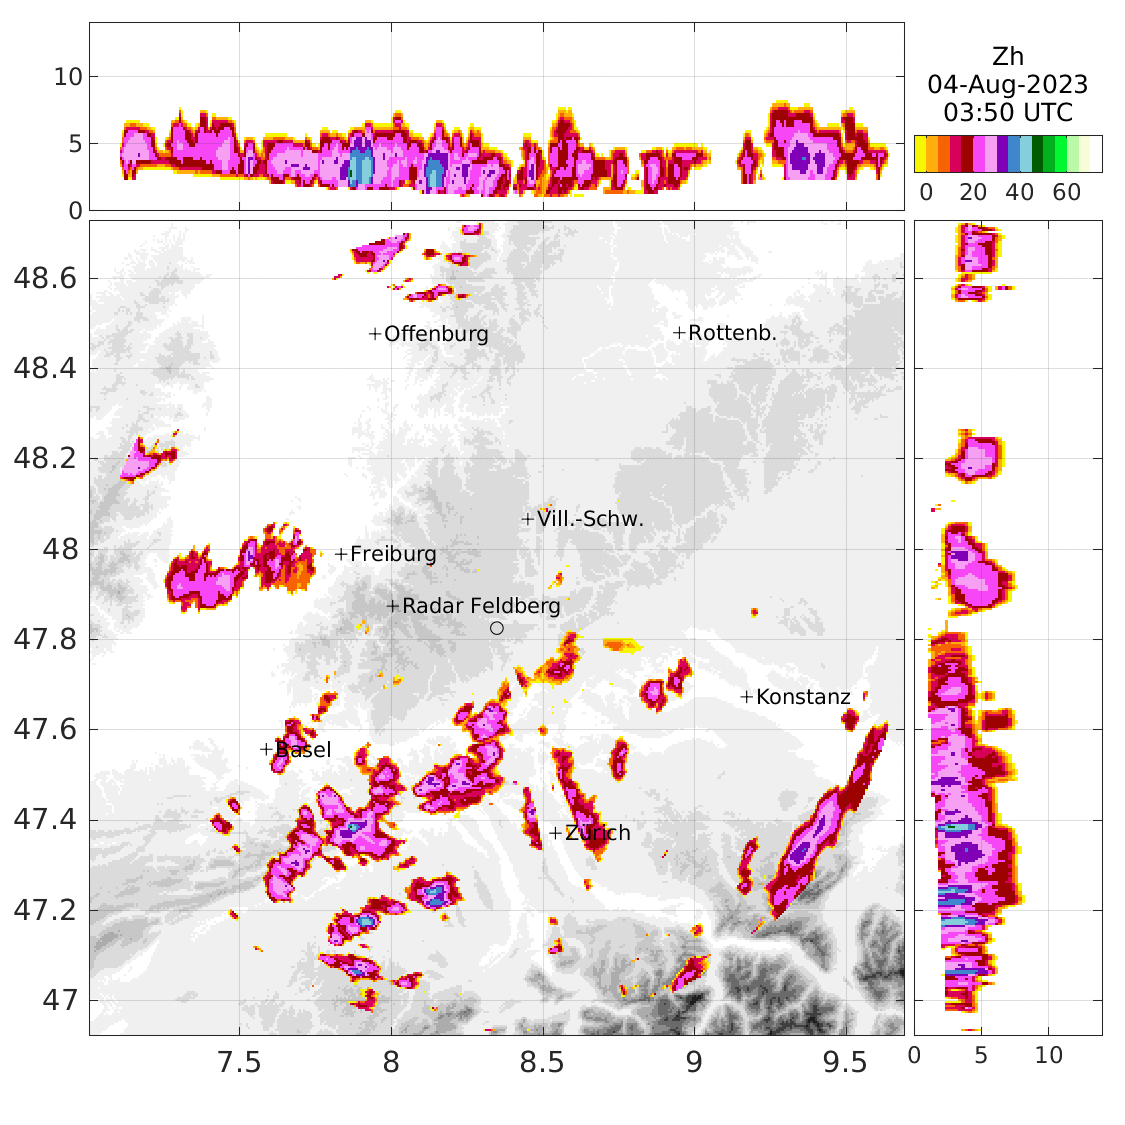 10
5
0
Zh
04-Aug-2023
03:50 UTC
0 20 40 60
48.6
48.4
48.2
48
47.8
47.6
47.4
47.2
47
+Offenburg
+Rottenb.
+Vill.-Schw.
+Freiburg
+Radar Feldberg
+Konstanz
+Basel
+Zürich
7.5 8 8.5 9 9.5
0 5 10